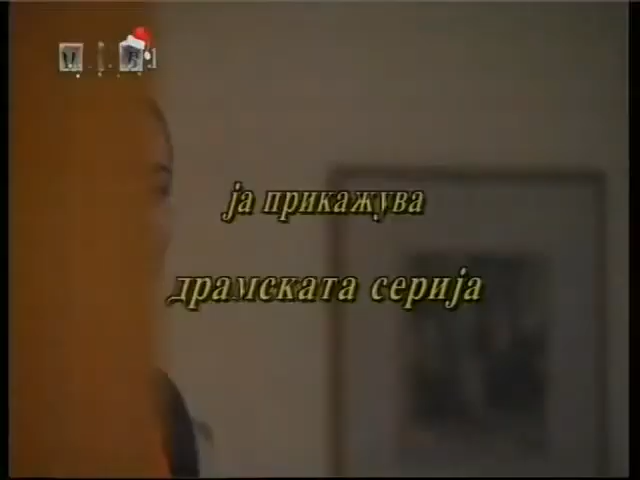 ја прикажува
драмската серија